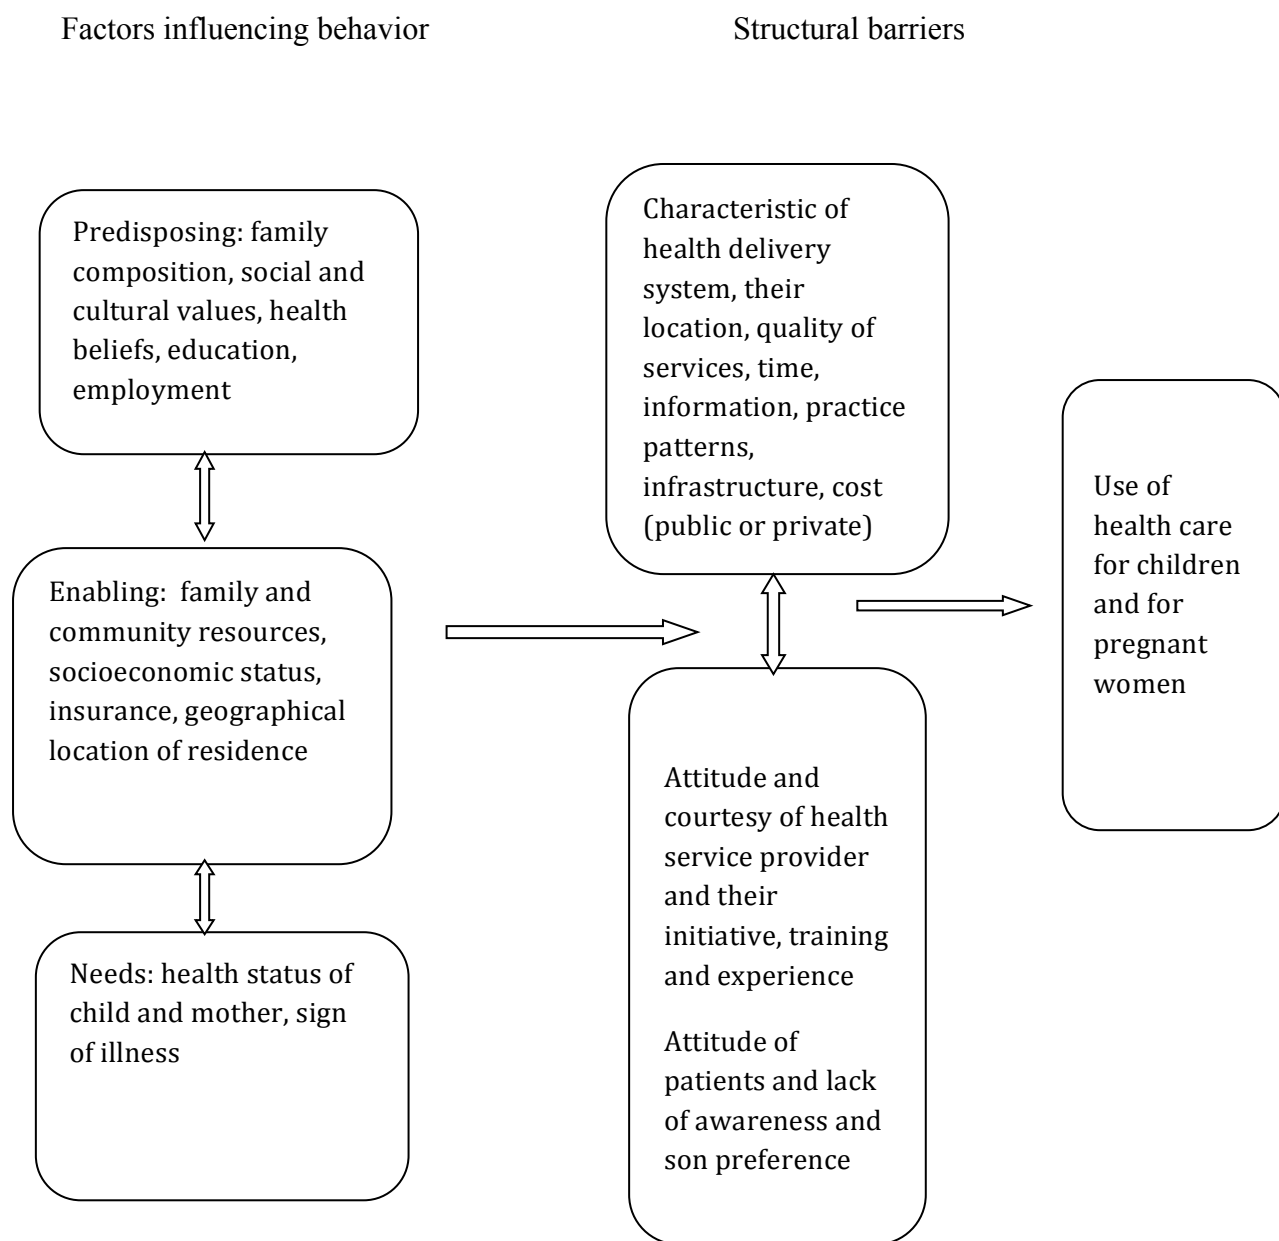 Factors influencing behavior
Structural barriers
Predisposing: family
composition, social and
cultural values, health
beliefs, education,
employment
Enabling:  family and
community resources,
socioeconomic status,
insurance, geographical
location of residence
Needs: health status of
child and mother, sign
of illness
Characteristic of
health delivery
system, their
location, quality of
services, time,
information, practice
patterns,
infrastructure, cost
(public or private)
Attitude and
courtesy of health
service provider
and their
initiative, training
and experience
Attitude of
patients and lack
of awareness and
son preference
Use of
health care
for children
and for
pregnant
women